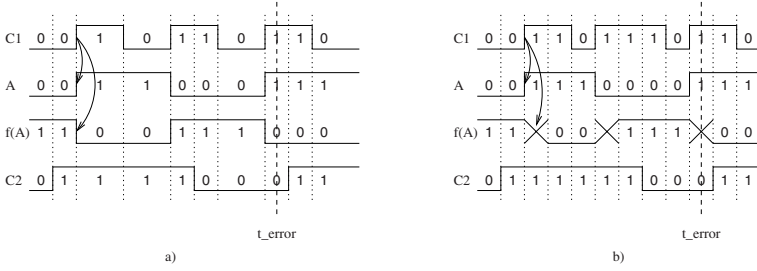 C1 0 0 1 0 1 1 0 1 1 0
A 0 0 1 1 0 0 0 1 1 1
f(A) 1 1 0 0 1 1 1 0 0 0
C2 0 1 1 1 1 0 0 0 1 1
t_error
a)
C1 0 0 1 1 0 1 1 1 0 1 1 0
A 0 0 1 1 1 0 0 0 0 1 1 1
f(A) 1 1 0 0 1 1 1 0 0
C2 0 1 1 1 1 1 1 0 0 0 1 1
t_error
b)